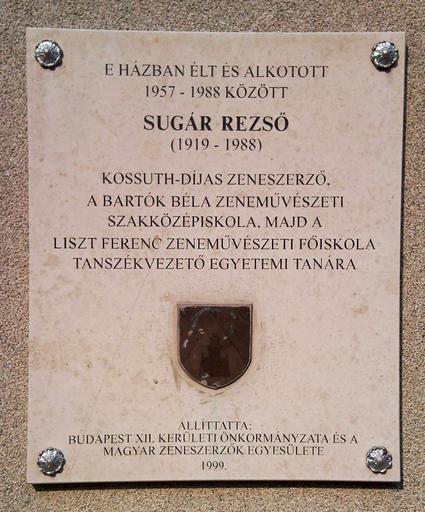 E HÁZBAN ÉLT ÉS ALKOTOTT
1957 - 1988 KÖZÖTT
SUGÁR REZSŐ
(1919 - 1988)
KOSSUTH-DÍJAS ZENESZERZŐ,
A BARTÓK BÉLA ZENEMŰVÉSZETI
SZAKKÖZÉPISKOLA, MAJD A
LISZT FERENC ZENEMŰVÉSZETI FŐISKOLA
TANSZÉKVEZETŐ EGYETEMI TANÁRA
ÁLLÍTTATTA:
BUDAPEST XII. KERÜLETI ÖNKORMÁNYZATA ÉS A
MAGYAR ZENESZERZŐK EGYESÜLETE
1999.